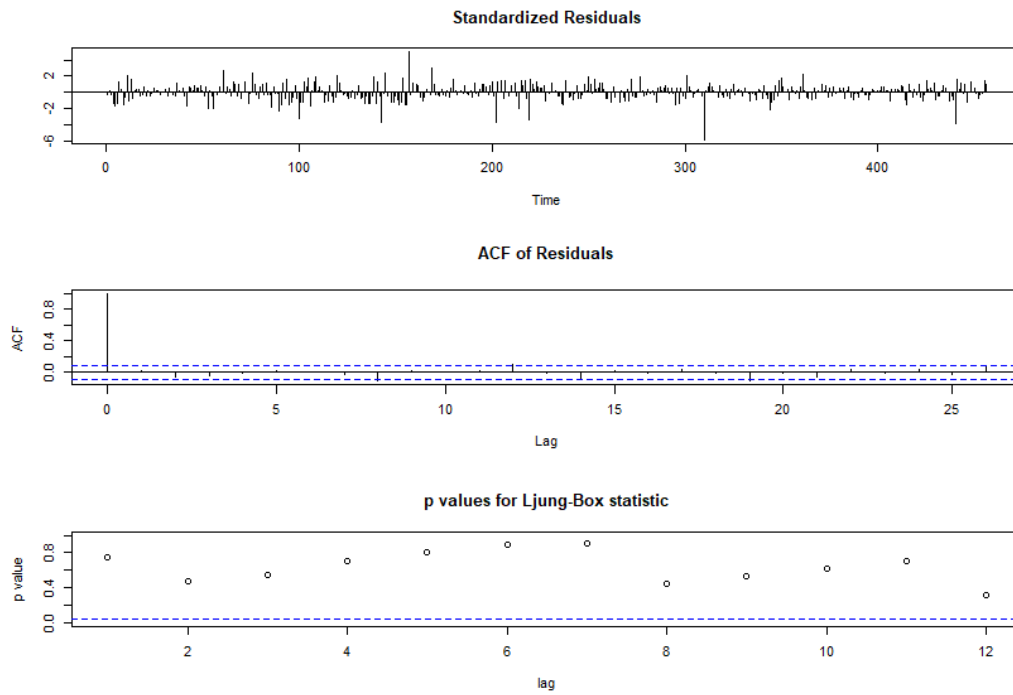 Standardized Residuals
2
-2
-6
0 100 200 300 400
Time
ACF of Residuals
ACF
0.8
0.4
0.0
0 5 10 15 20 25
Lag
p values for Ljung-Box statistic
p value
0.8
0.4
0.0
2 4 6 8 10 12
lag